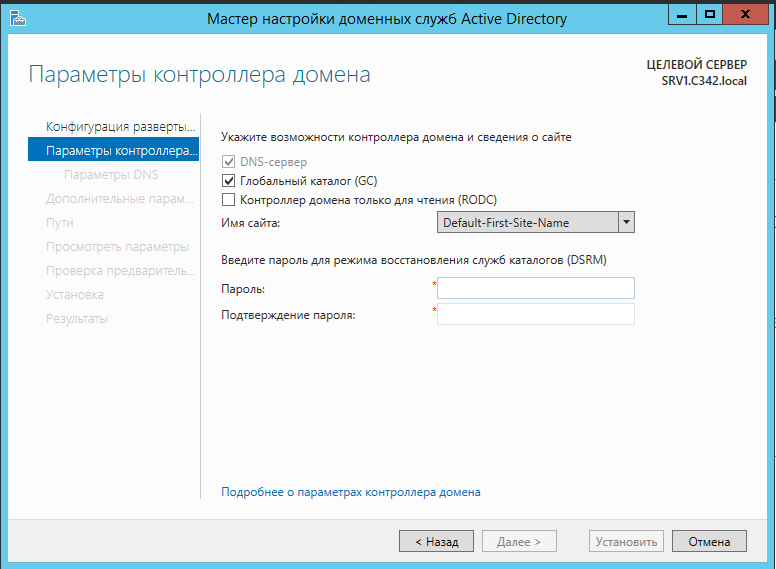 Мастер настройки доменных служб Active Directory
Параметры контроллера домена
ЦЕЛЕВОЙ СЕРВЕР
SRV1.C342.local
Конфигурация разверты...
Параметры контроллера...
Параметры DNS
Дополнительные парам...
Пути
Просмотреть параметры
Проверка предваритель...
Установка
Результаты
Укажите возможности контроллера домена и сведения о сайте
DNS-сервер
Глобальный каталог (GC)
Контроллер домена только для чтения (RODC)
Имя сайта: Default-First-Site-Name
Введите пароль для режима восстановления служб каталогов (DSRM)
Пароль: *
Подтверждение пароля: *
Подробнее о параметрах контроллера домена
< Назад Далее > Установить Отмена